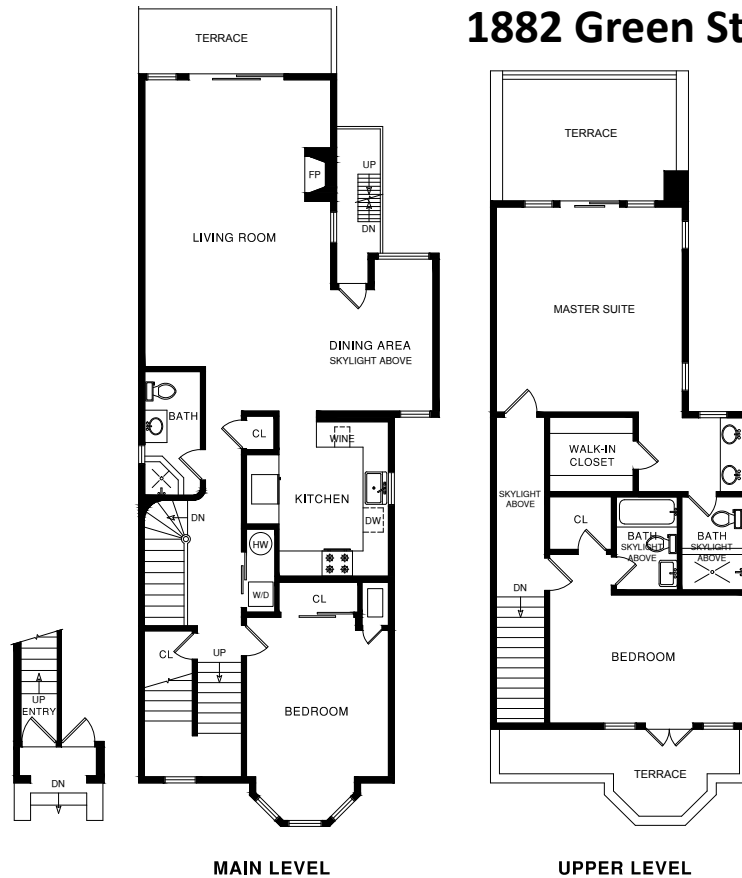 1882 Green St
TERRACE
FP
UP
DN
LIVING ROOM
DINING AREA
SKYLIGHT ABOVE
BATH
CL
WINE
KITCHEN
DW
DN
HW
W/D
CL
CL
UP
BEDROOM
UP
ENTRY
DN
MAIN LEVEL
TERRACE
MASTER SUITE
WALK-IN
CLOSET
SKYLIGHT
ABOVE
CL
BATH
SKYLIGHT
ABOVE
BATH
SKYLIGHT
ABOVE
DN
BEDROOM
TERRACE
UPPER LEVEL